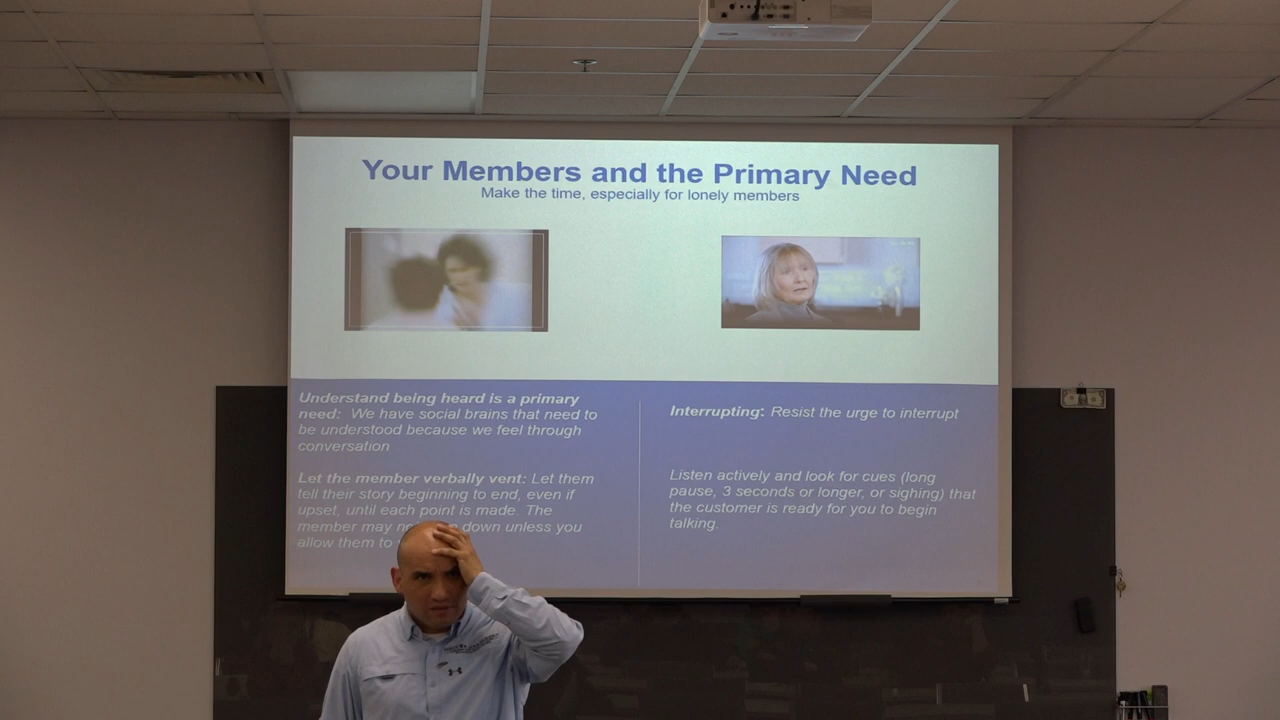 Your Members and the Primary Need
Make the time, especially for lonely members
Understand being heard is a primary
need: We have social brains that need to
be understood because we feel through
conversation
Let the member verbally vent: Let them
tell their story beginning to end, even if
upset, until each point is made. The
member may down unless you
allow them to
Interrupting: Resist the urge to interrupt
Listen actively and look for cues (long
pause, 3 seconds or longer, or sighing) that
the customer is ready for you to begin
talking.